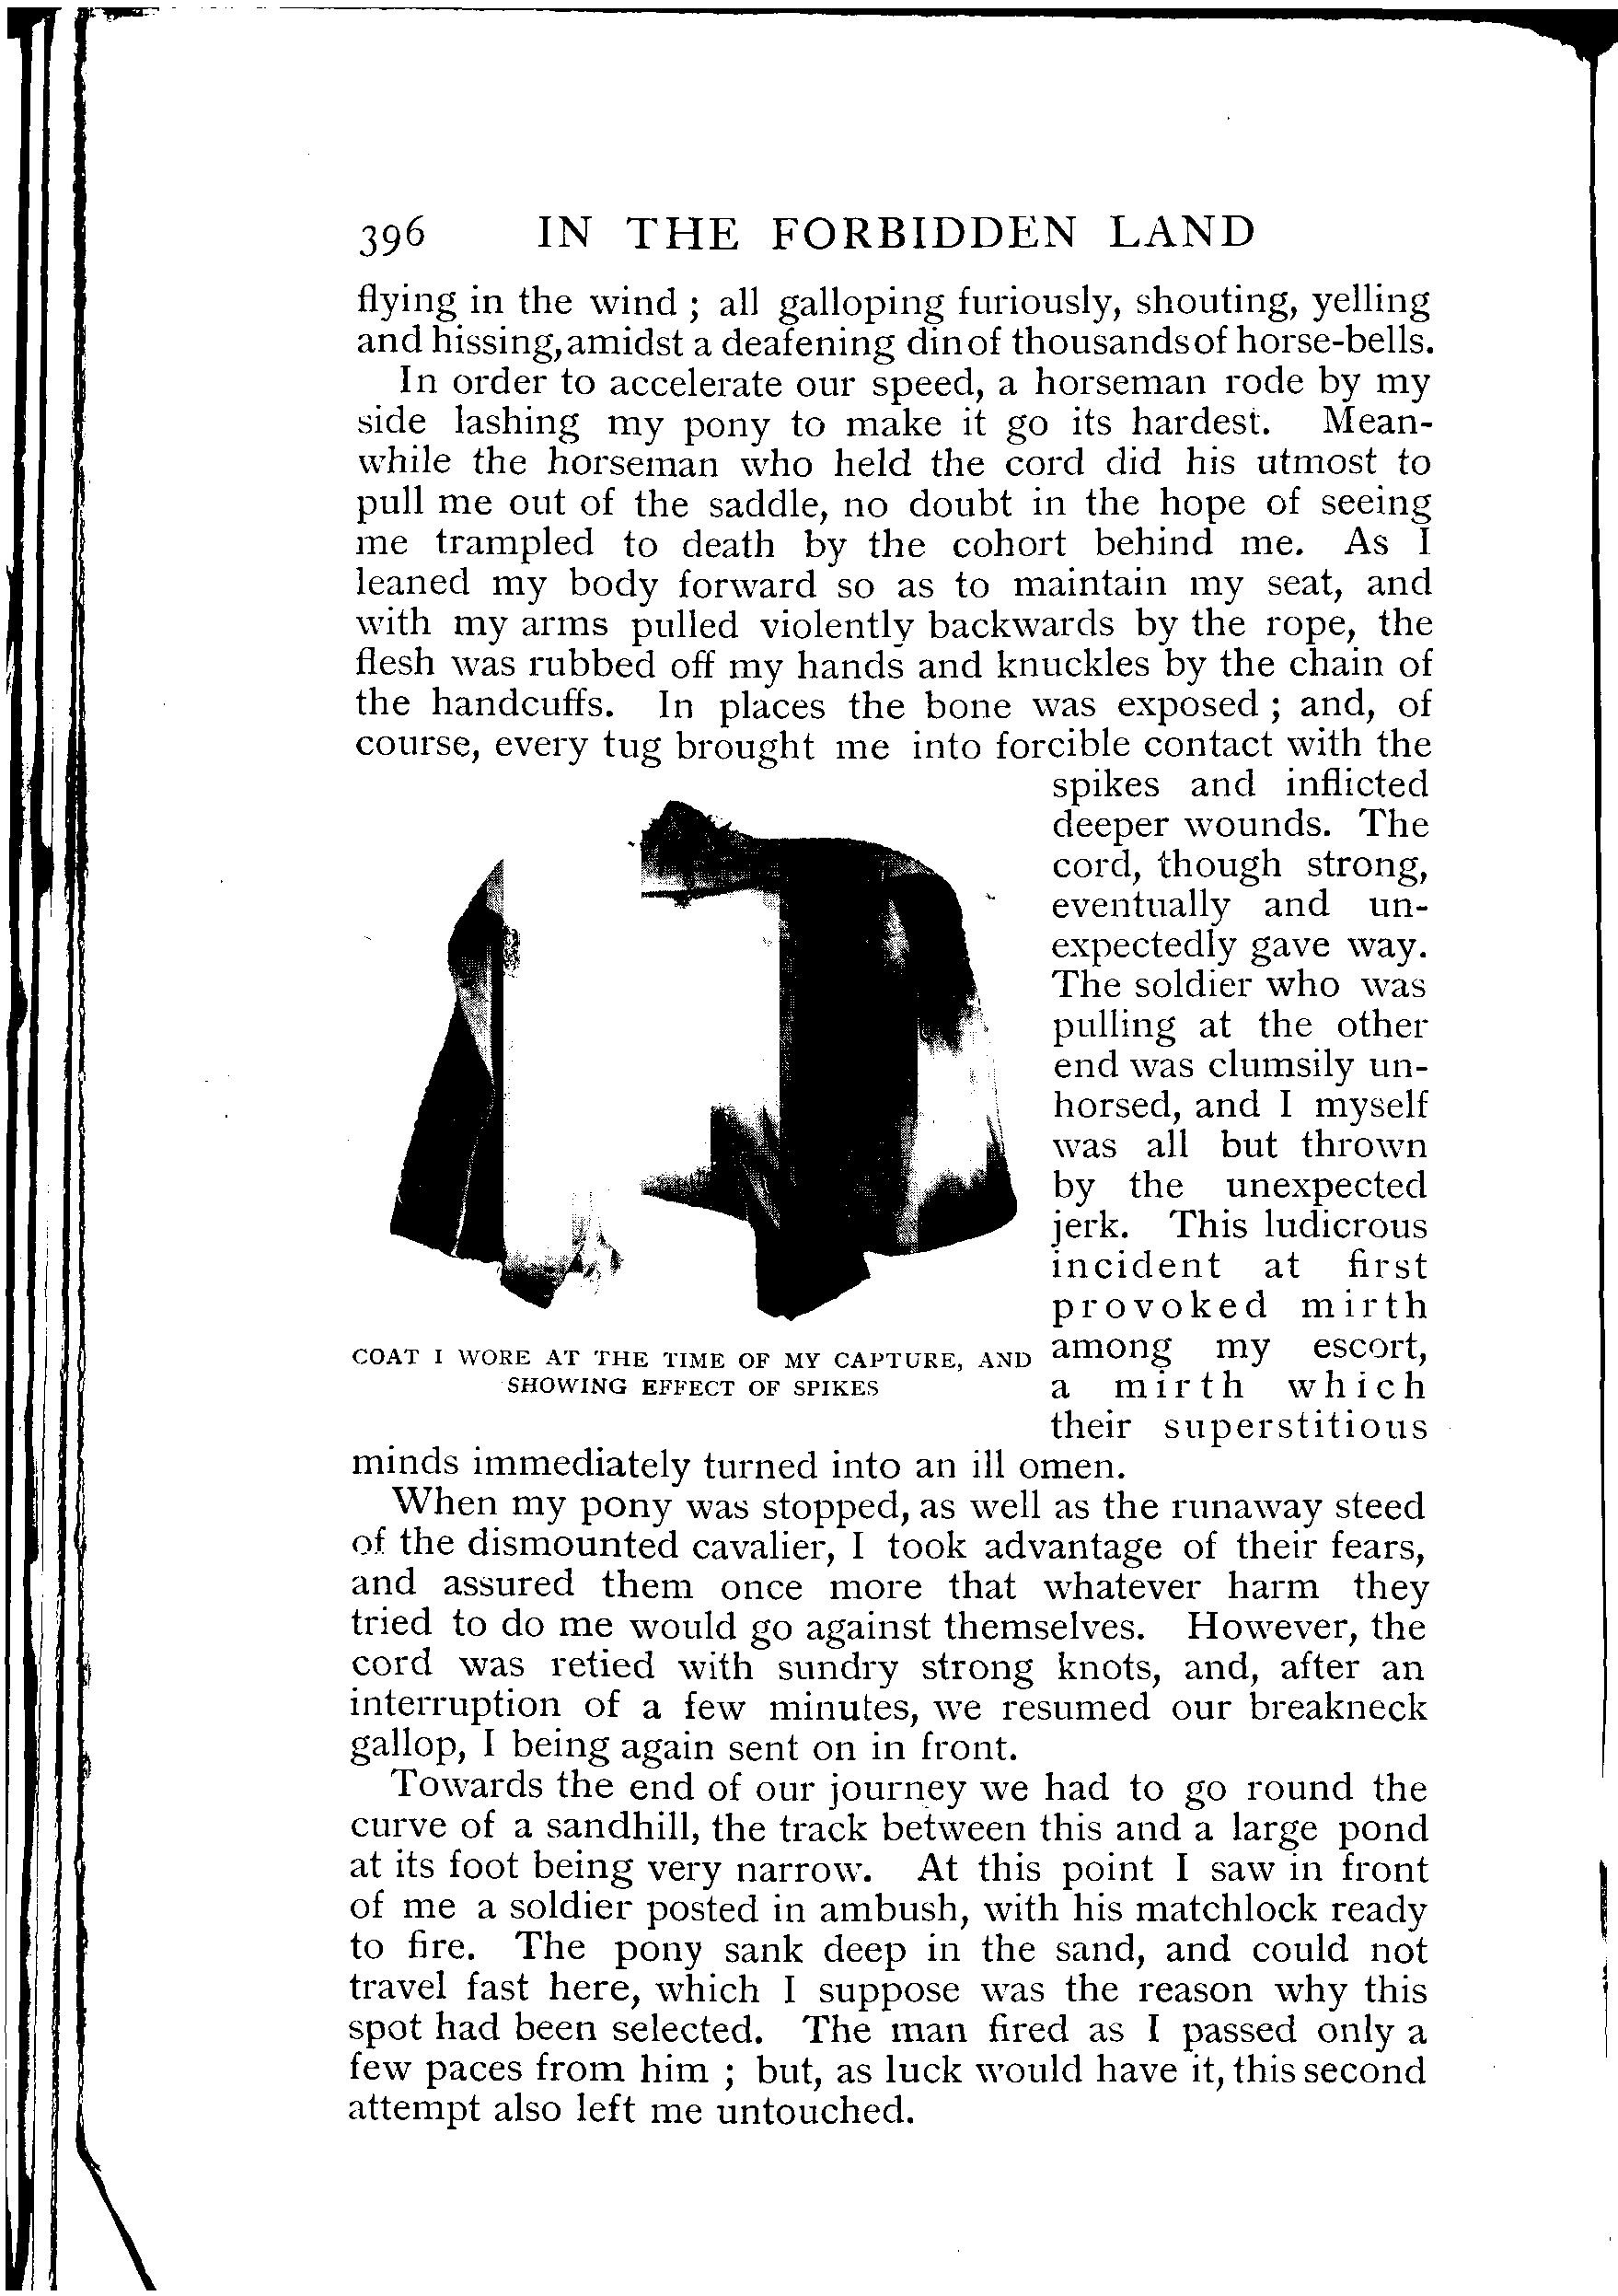 396 IN THE FORBIDDEN LAND
flying in the wind ; all galloping furiously, shouting, yelling
and hissing, amidst a deafening din of thousands of horse-bells.
In order to accelerate our speed, a horseman rode by my
side lashing my pony to make it go its hardest. Mean-
while the horseman who held the cord did his utmost to
pull me out of the saddle, no doubt in the hope of seeing
me trampled to death by the cohort behind me. As I
leaned my body forward so as to maintain my seat, and
with my arms pulled violently backwards by the rope, the
flesh was rubbed off my hands and knuckles by the chain of
the handcuffs. In places the bone was exposed ; and, of
course, every tug brought me into forcible contact with the
spikes and inflicted
deeper wounds. The
cord, though strong,
eventually and un-
expectedly gave way.
The soldier who was
pulling at the other
end was clumsily un-
horsed, and I myself
was all but thrown
by the unexpected
jerk. This ludicrous
incident at first
provoked mirth
among my escort,
a mirth which
their superstitious
COAT I WORE AT THE TIME OF MY CAPTURE, AND
SHOWING EFFECT OF SPIKES
minds immediately turned into an ill omen.
When my pony was stopped, as well as the runaway steed
of the dismounted cavalier, I took advantage of their fears,
and assured them once more that whatever harm they
tried to do me would go against themselves. However, the
cord was retied with sundry strong knots, and, after an
interruption of a few minutes, we resumed our breakneck
gallop, I being again sent on in front.
Towards the end of our journey we had to go round the
curve of a sandhill, the track between this and a large pond
at its foot being very narrow. At this point I saw in front
of me a soldier posted in ambush, with his matchlock ready
to fire. The pony sank deep in the sand, and could not
travel fast here, which I suppose was the reason why this
spot had been selected. The man fired as I passed only a
few paces from him ; but, as luck would have it, this second
attempt also left me untouched.